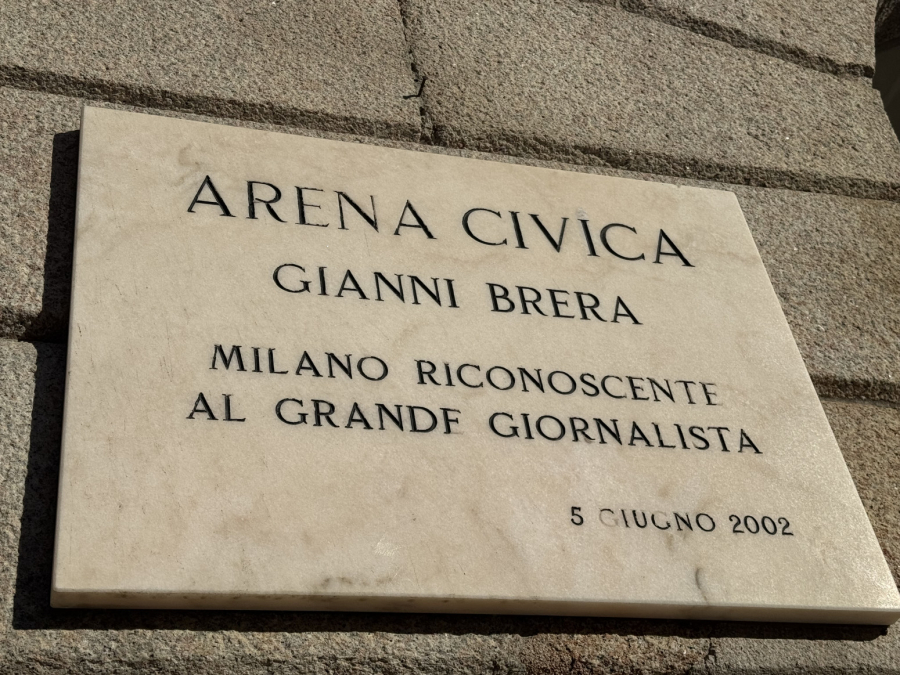 ARENA CIVICA
GIANNI BRERA
MILANO RICONOSCENTE
AL GRANDE GIORNALISTA
5 GIUGNO 2002